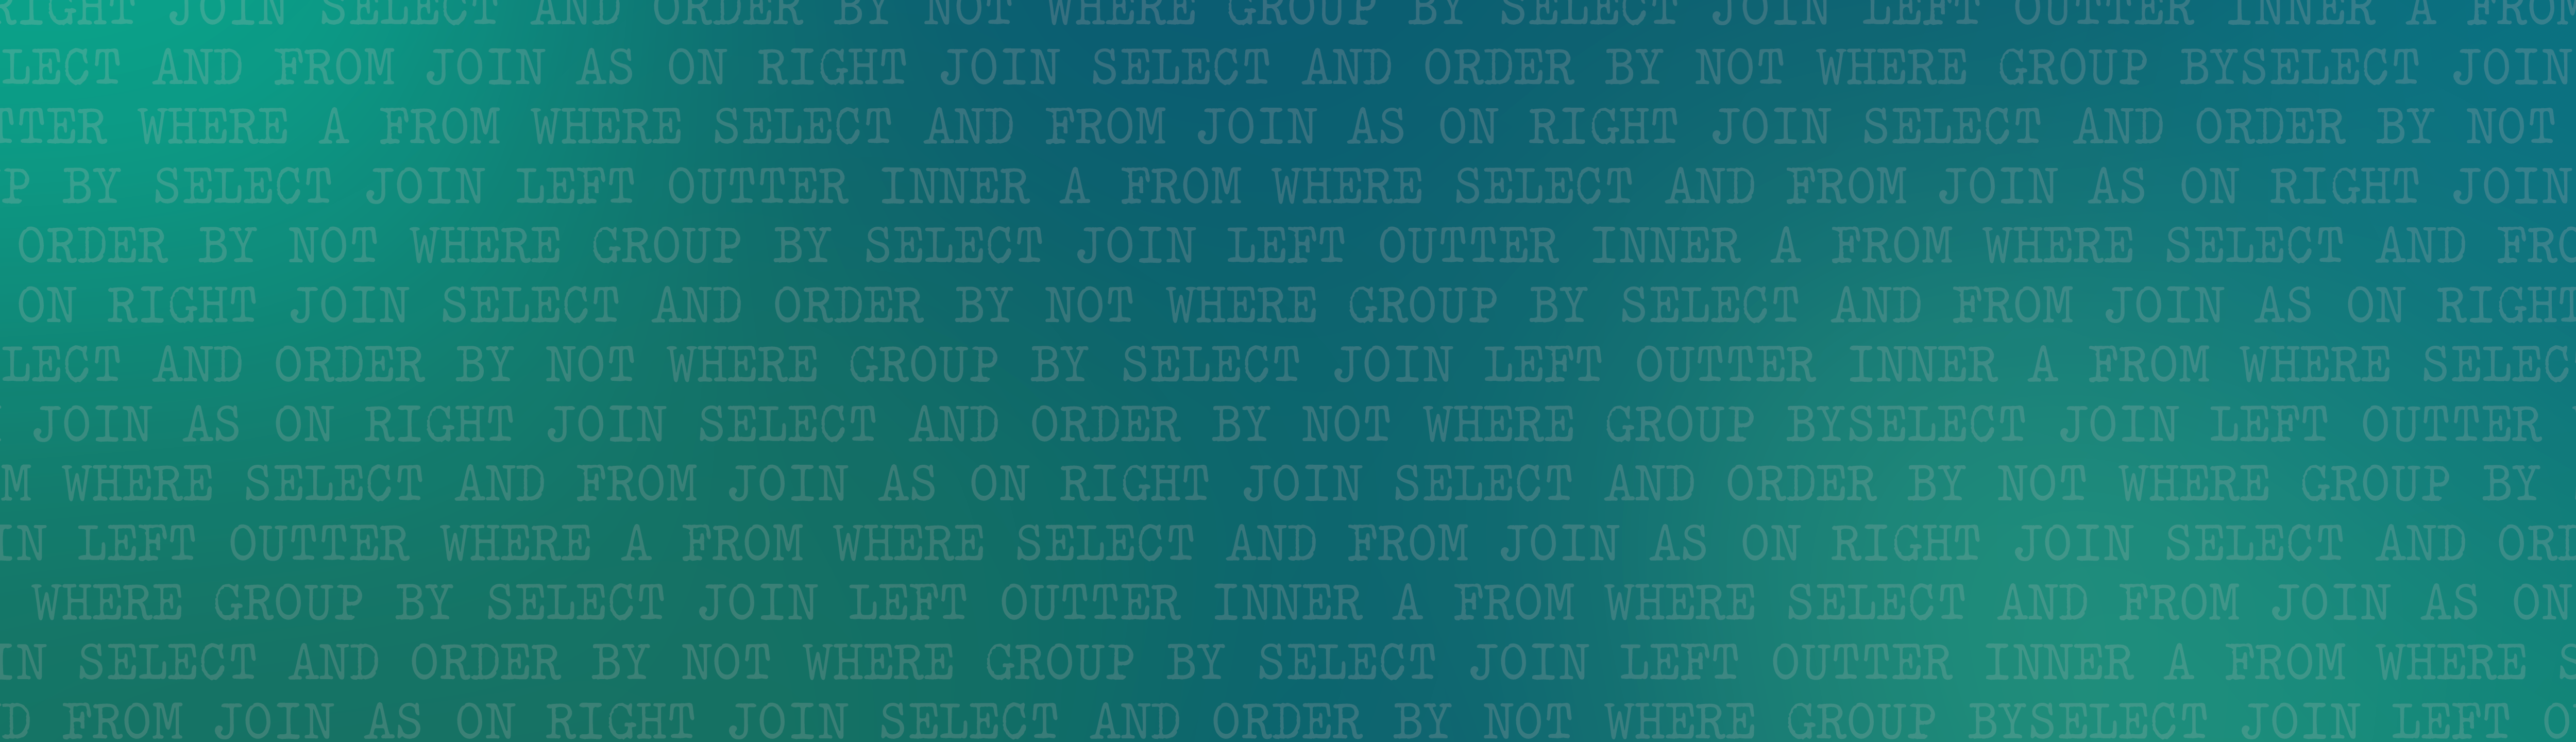 RIGHT JOIN SELECT AND ORDER BY NOT WHERE GROUP BY SELECT JOIN LEFT OUTTER INNER A FROM
LECT AND FROM JOIN AS ON RIGHT JOIN SELECT AND ORDER BY NOT WHERE GROUP BYSELECT JOIN
TTER WHERE A FROM WHERE SELECT AND FROM JOIN AS ON RIGHT JOIN SELECT AND ORDER BY NOT
P BY SELECT JOIN LEFT OUTTER INNER A FROM WHERE SELECT AND FROM JOIN AS ON RIGHT JOIN
ORDER BY NOT WHERE GROUP BY SELECT JOIN LEFT OUTTER INNER A FROM WHERE SELECT AND FRO
ON RIGHT JOIN SELECT AND ORDER BY NOT WHERE GROUP BY SELECT AND FROM JOIN AS ON RIGHT
LECT AND ORDER BY NOT WHERE GROUP BY SELECT JOIN LEFT OUTTER INNER A FROM WHERE SELEC
JOIN AS ON RIGHT JOIN SELECT AND ORDER BY NOT WHERE GROUP BYSELECT JOIN LEFT OUTTER
M WHERE SELECT AND FROM JOIN AS ON RIGHT JOIN SELECT AND ORDER BY NOT WHERE GROUP BY
IN LEFT OUTTER WHERE A FROM WHERE SELECT AND FROM JOIN AS ON RIGHT JOIN SELECT AND ORD
WHERE GROUP BY SELECT JOIN LEFT OUTTER INNER A FROM WHERE SELECT AND FROM JOIN AS ON
IN SELECT AND ORDER BY NOT WHERE GROUP BY SELECT JOIN LEFT OUTTER INNER A FROM WHERE S
D FROM JOIN AS ON RIGHT JOIN SELECT AND ORDER BY NOT WHERE GROUP BYSELECT JOIN LEFT O